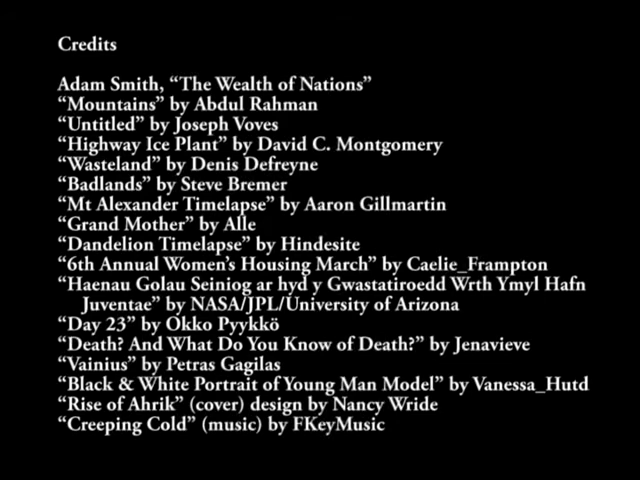 Credits
Adam Smith, “The Wealth of Nations”
“Mountains” by Abdul Rahman
“Untitled” by Joseph Voves
“Highway Ice Plant” by David C. Montgomery
“Wasteland” by Denis Defreyne
“Badlands” by Steve Bremer
“Mt Alexander Timelapse” by Aaron Gillmartin
“Grand Mother” by Alle
“Dandelion Timelapse” by Hindesite
“6th Annual Women’s Housing March” by Caelie_Frampton
“Haenau Golau Seiniog ar hyd y Gwastatiroedd Wrth Ymyl Hafn
Juventae” by NASA/JPL/University of Arizona
“Day 23” by Okko Pyykkö
“Death? And What Do You Know of Death?” by Jenavieve
“Vainius” by Petras Gagilas
“Black & White Portrait of Young Man Model” by Vanessa_Hutd
“Rise of Ahrik” (cover) design by Nancy Wride
“Creeping Cold” (music) by FKeyMusic